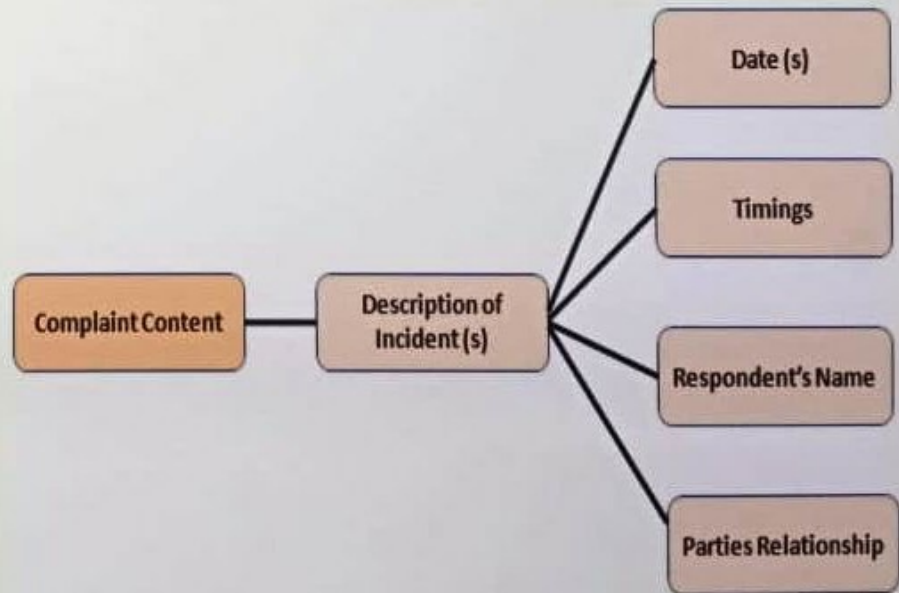 Complaint Content
Description of
Incident (s)
Date (s)
Timings
Respondent's Name
Parties Relationship